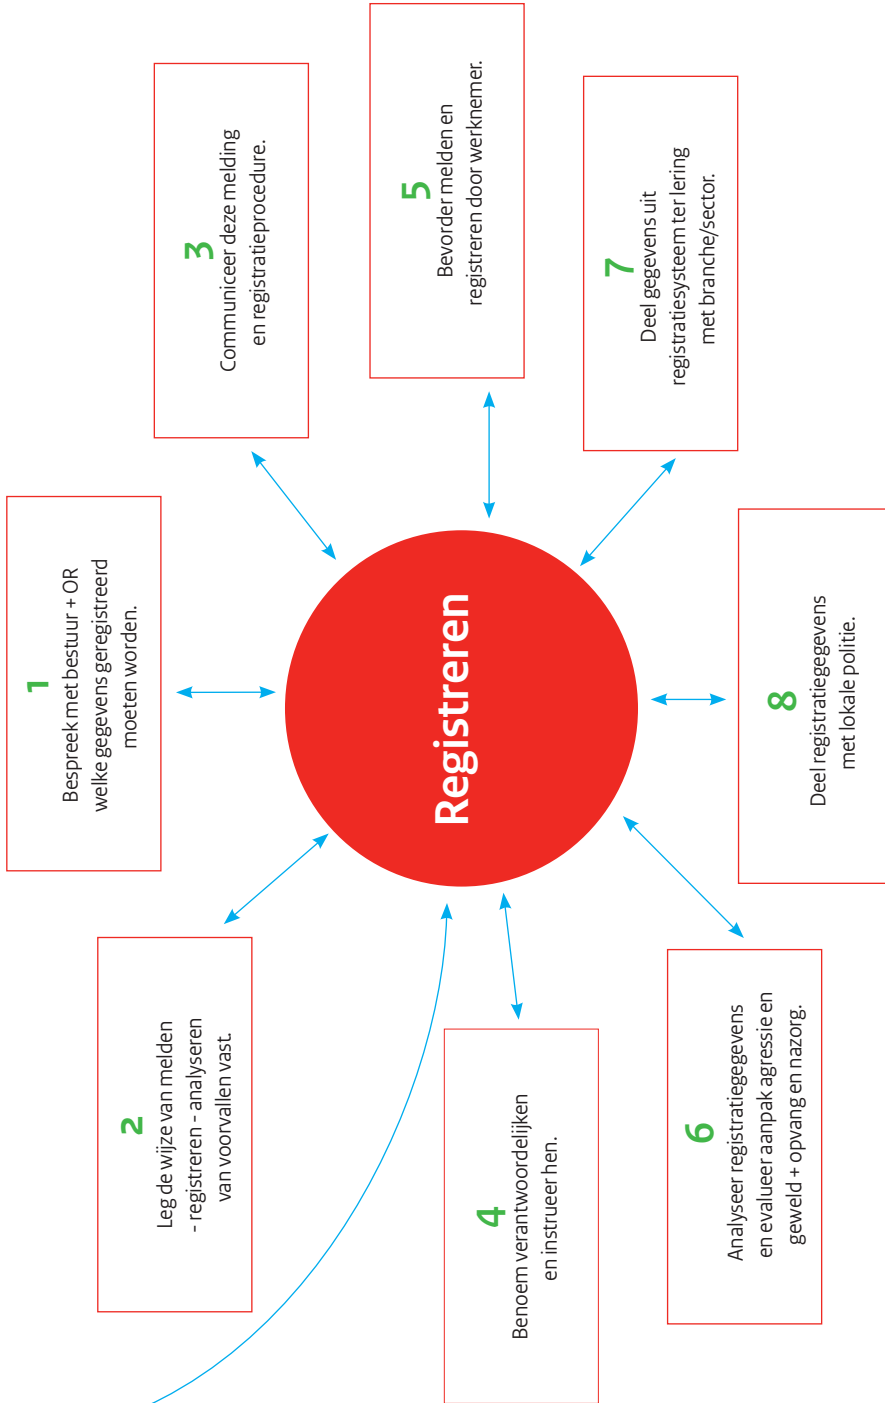 1
Bespreek met bestuur + OR
welke gegevens geregistreerd
moeten worden.
2
Leg de wijze van melden
- registreren - analyseren
van voorvallen vast.
3
Communiceer deze melding
en registratieprocedure.
Registreren
4
Benoem verantwoordelijken
en instrueer hen.
5
Bevorder melden en
registreren door werknemer.
6
Analyseer registratiegegevens
en evalueer aanpak agressie en
geweld + opvang en nazorg.
7
Deel gegevens uit
registratiesysteem ter lering
met branche/sector.
8
Deel registratiegegevens
met lokale politie.